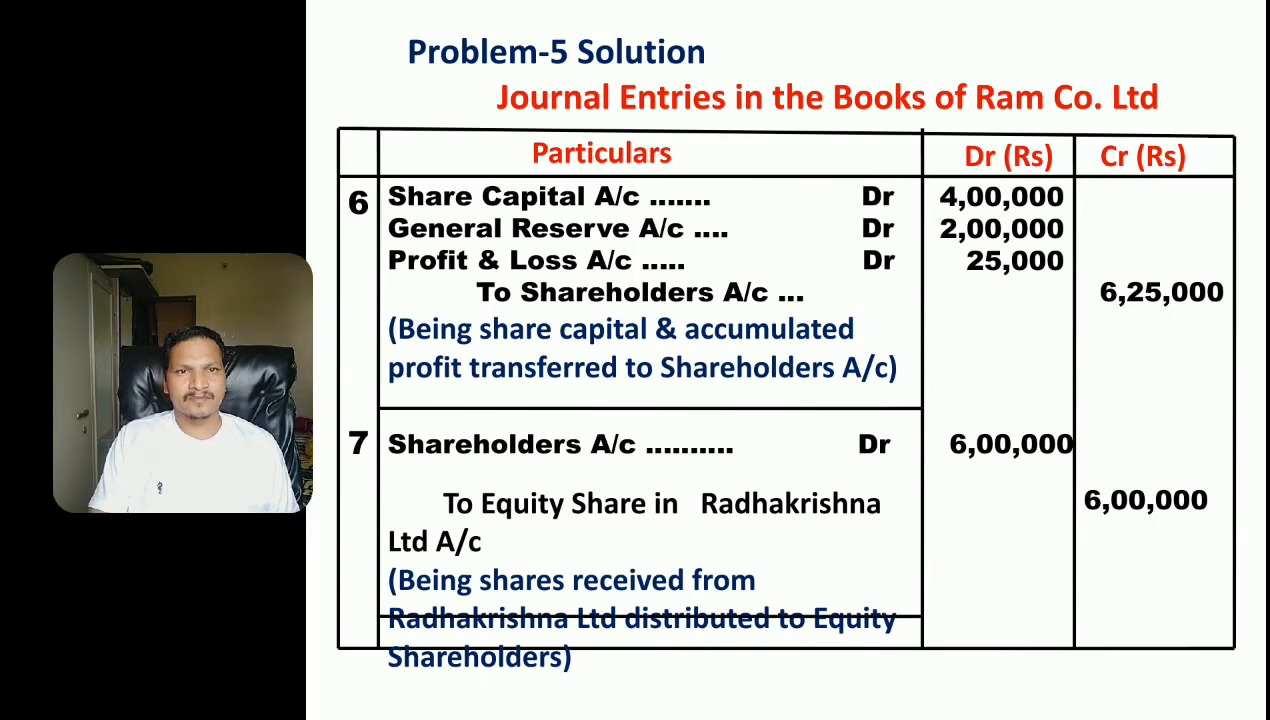 Problem-5 Solution
Journal Entries in the Books of Ram Co. Ltd
Particulars Dr (Rs) Cr (Rs)
6 Share Capital A/c ....... Dr 4,00,000
General Reserve A/c .... Dr 2,00,000
Profit & Loss A/c ..... Dr 25,000
To Shareholders A/c ... 6,25,000
(Being share capital & accumulated
profit transferred to Shareholders A/c)
7 Shareholders A/c .......... Dr 6,00,000
To Equity Share in Radhakrishna 6,00,000
Ltd A/c
(Being shares received from
Radhakrishna Ltd distributed to Equity
Shareholders)